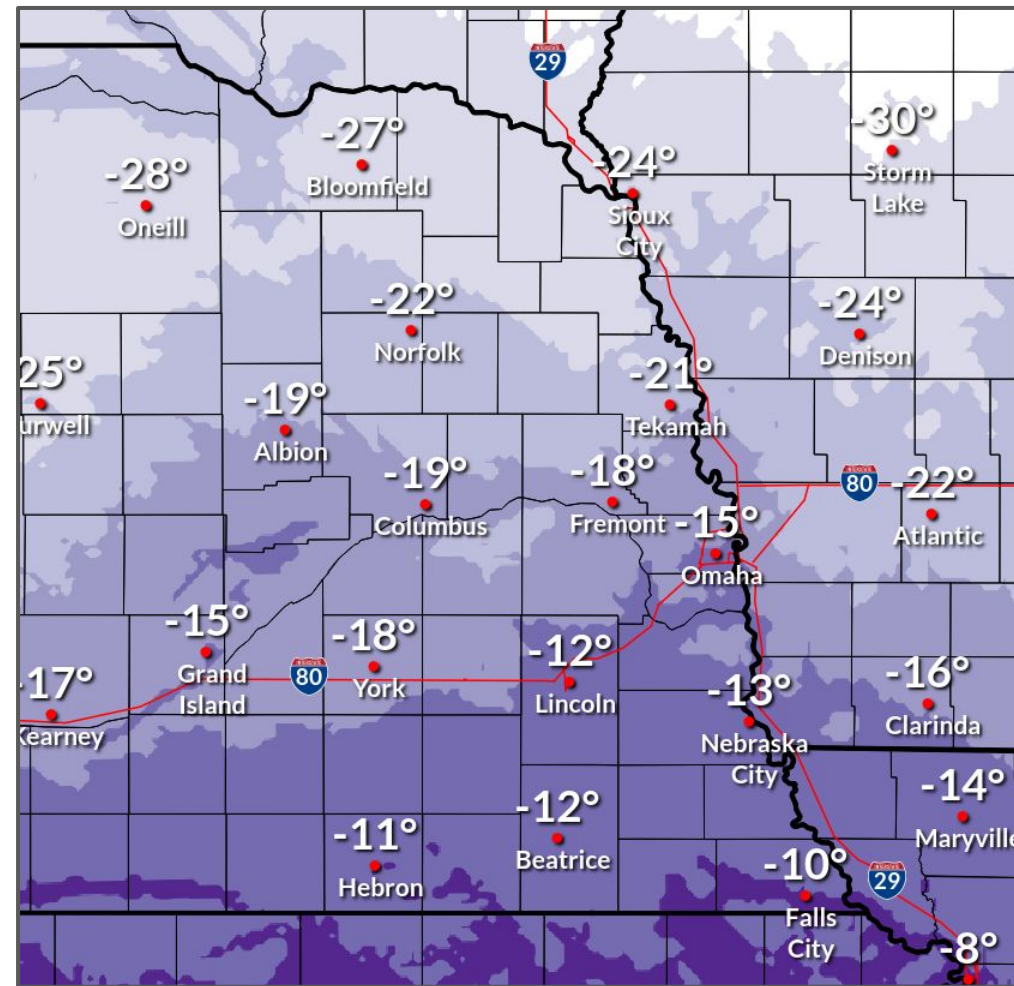 29
-30°
Storm
Lake
-27°
Bloomfield
-28°
Oneill
-24°
Sioux
City
-22°
Norfolk
-24°
Denison
25°
urwell
-21°
Tekamah
-19°
Albion
-19°
Columbus
-18°
Fremont
80
-22°
Atlantic
-15°
Omaha
-15°
Grand
Island
-18°
York
80
-12°
Lincoln
-17°
Kearney
-13°
Nebraska
City
-16°
Clarinda
-14°
Maryville
-12°
Beatrice
-11°
Hebron
-10°
Falls
City
29
-8°